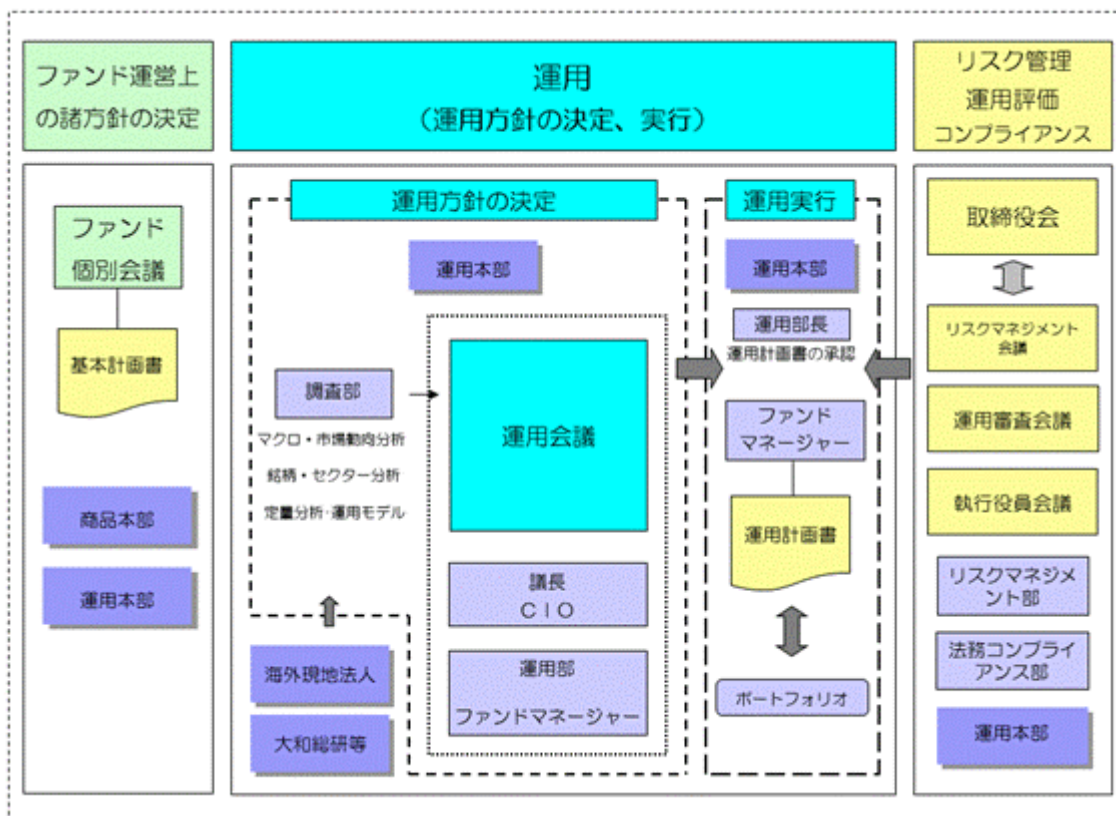 ファンド運営上
の諸方針の決定
運用
（運用方針の決定、実行）
リスク管理
運用評価
コンプライアンス
ファンド
個別会議
基本計画書
商品本部
運用本部
運用方針の決定
運用本部
調査部
マクロ・市場動向分析
銘柄・セクター分析
定量分析・運用モデル
運用会議
議長
ＣＩＯ
運用部
ファンドマネージャー
海外現地法人
大和総研等
運用実行
運用本部
運用部長
運用計画書の承認
ファンド
マネージャー
運用計画書
ポートフォリオ
取締役会
リスクマネジメント
会議
運用審査会議
執行役員会議
リスクマネジメ
ント部
法務コンプライ
アンス部
運用本部